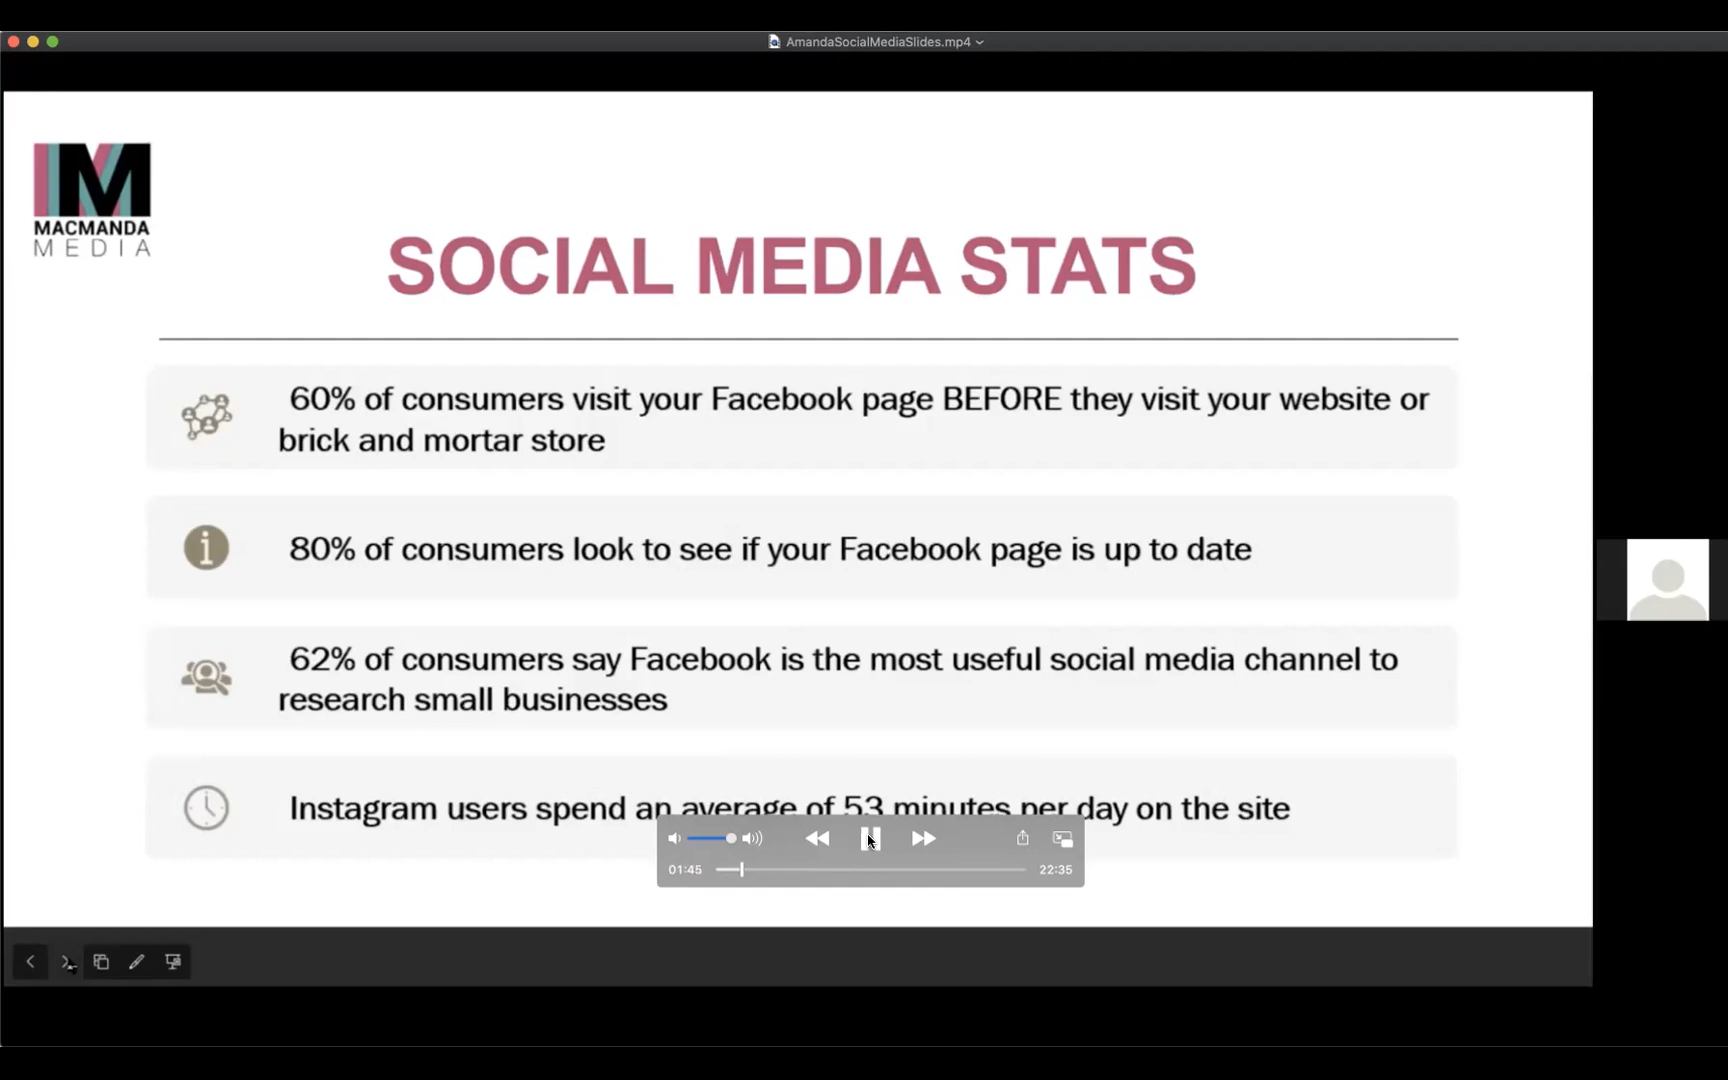 AmandaSocialMediaSlides.mp4
MACMANDA
MEDIA
SOCIAL MEDIA STATS
60% of consumers visit your Facebook page BEFORE they visit your website or
brick and mortar store
80% of consumers look to see if your Facebook page is up to date
62% of consumers say Facebook is the most useful social media channel to
research small businesses
Instagram users spend an average of 53 minutes per day on the site
01:45
22:35